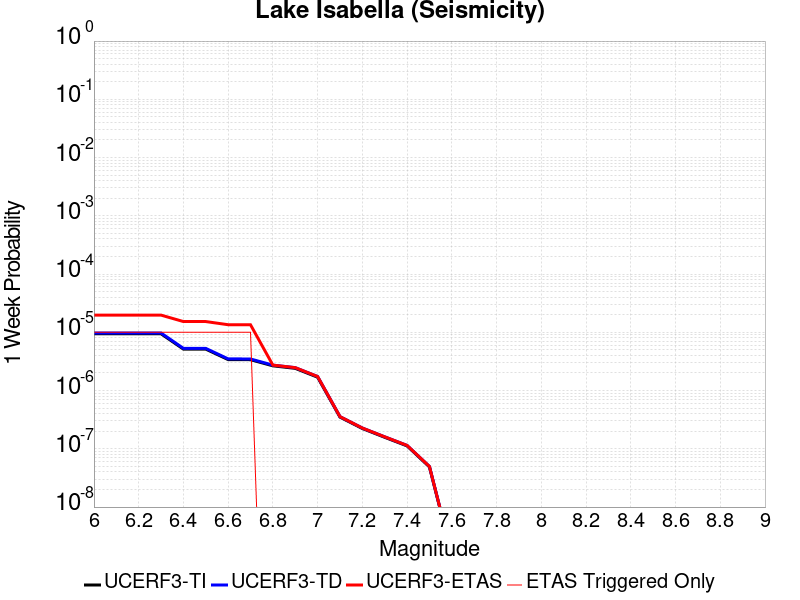 Lake Isabella (Seismicity)
10^0
10^-1
10^-2
10^-3
10^-4
10^-5
10^-6
10^-7
10^-8
1 Week Probability
6 6.2 6.4 6.6 6.8 7 7.2 7.4 7.6 7.8 8 8.2 8.4 8.6 8.8 9
Magnitude
UCERF3-TI UCERF3-TD UCERF3-ETAS ETAS Triggered Only